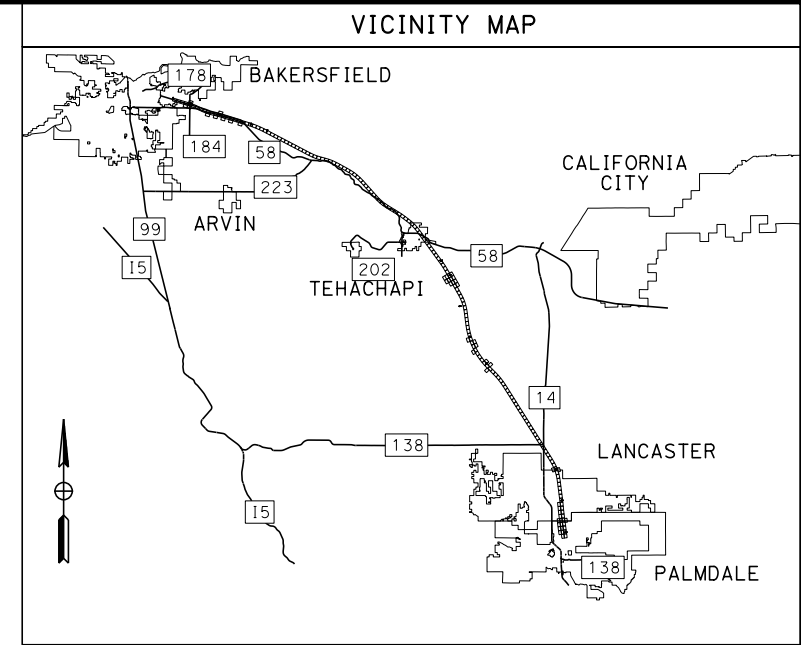 VICINITY MAP
178
BAKERSFIELD
184
58
CALIFORNIA
CITY
223
ARVIN
99
58
I5
202
TEHACHAPI
14
138
LANCASTER
I5
138
PALMDALE